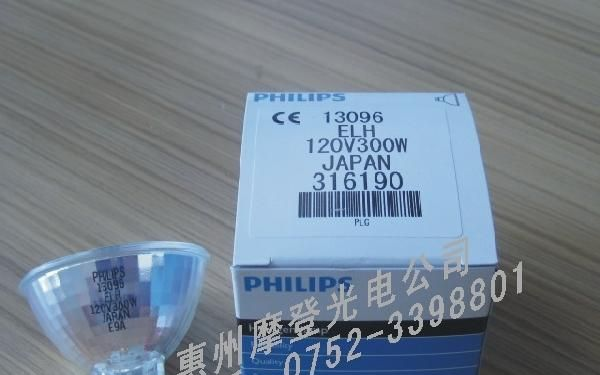 PHILIPS
CE 13096
ELH
120V300W
JAPAN
316190
PLG
PHILIPS
Quality
PHILIPS
13096
ELH
120V300W
JAPAN
E9A
惠州摩登光电公司
0752-3398801